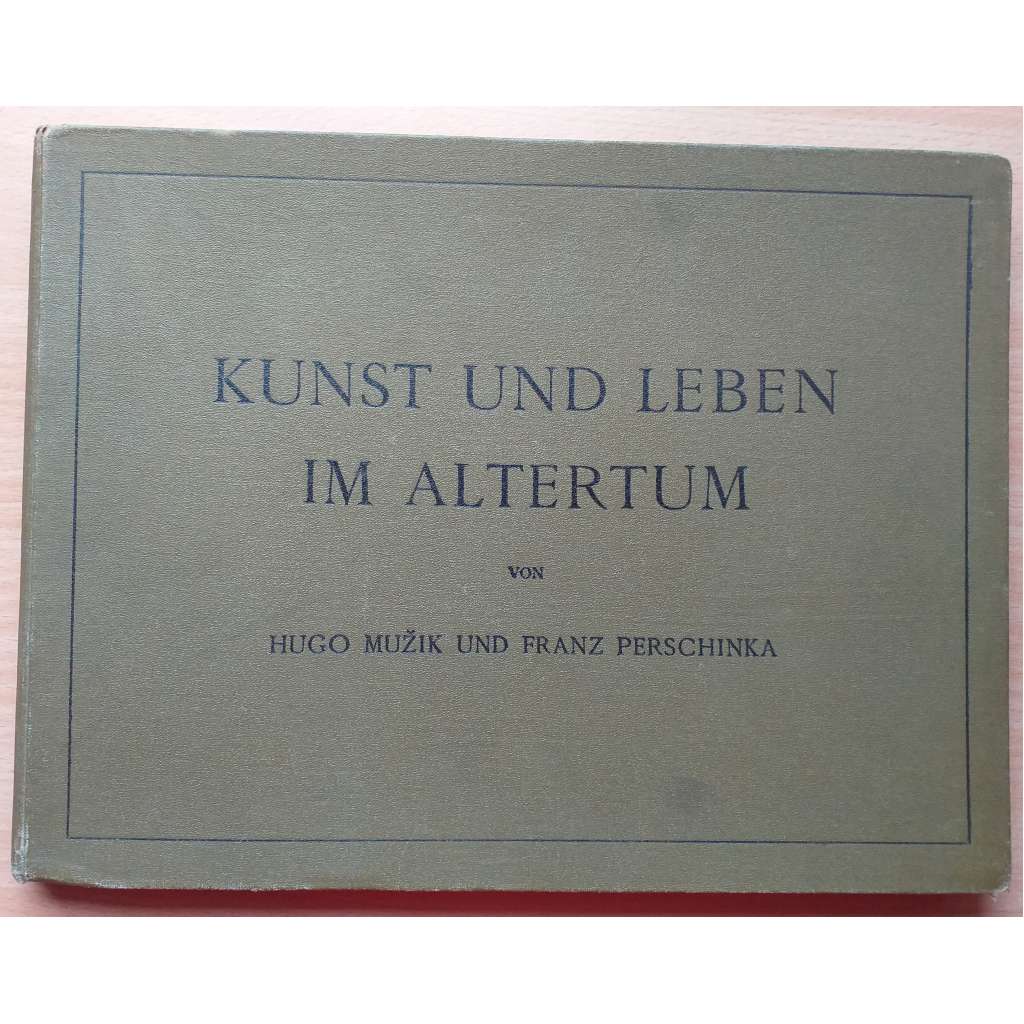 KUNST UND LEBEN
IM ALTERTUM
VON
HUGO MUŽIK UND FRANZ PERSCHINKA